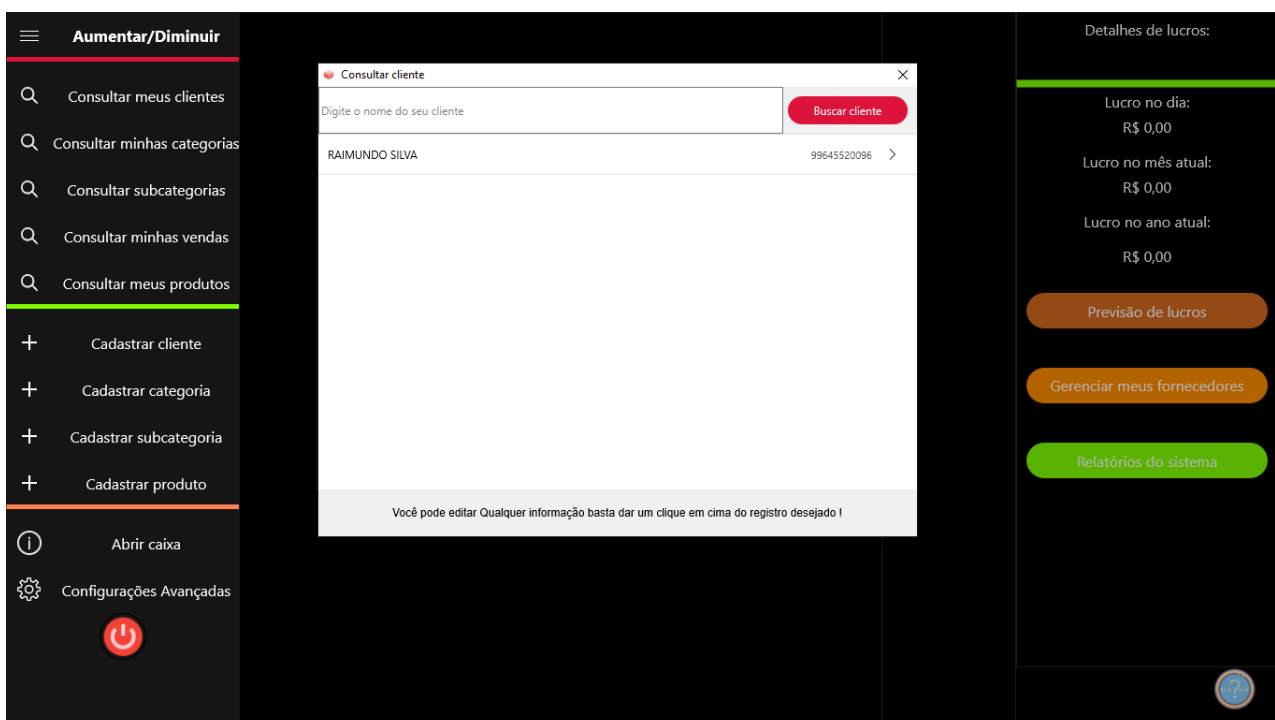 Aumentar/Diminuir
Consultar meus clientes
Consultar minhas categorias
Consultar subcategorias
Consultar minhas vendas
Consultar meus produtos
Cadastrar cliente
Cadastrar categoria
Cadastrar subcategoria
Cadastrar produto
Abrir caixa
Configurações Avançadas
Consultar cliente
Digite o nome do seu cliente
Buscar cliente
RAIMUNDO SILVA 99645520096
Você pode editar Qualquer informação basta dar um clique em cima do registro desejado !
Detalhes de lucros:
Lucro no dia:
R$ 0,00
Lucro no mês atual:
R$ 0,00
Lucro no ano atual:
R$ 0,00
Previsão de lucros
Gerenciar meus fornecedores
Relatórios do sistema
...?...